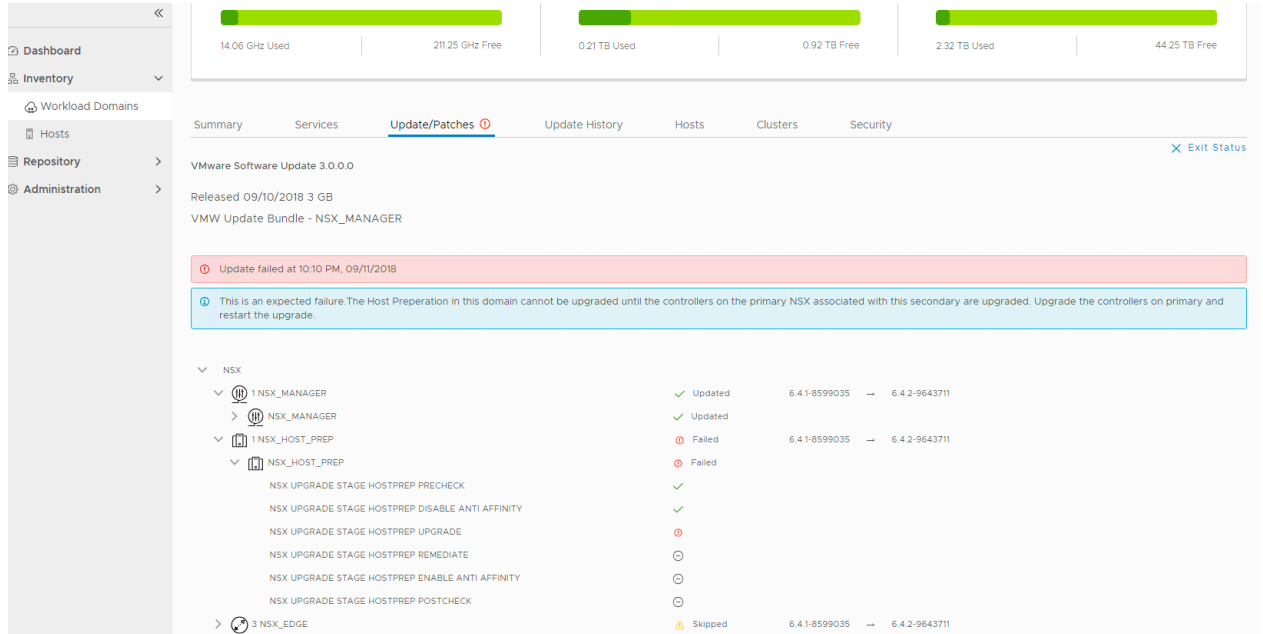 «
14.06 GHz Used 211.25 GHz Free 0.21 TB Used 0.92 TB Free 2.32 TB Used 44.25 TB Free
Dashboard
Inventory
Workload Domains
Hosts
Repository
Administration
Summary Services Update/Patches Update History Hosts Clusters Security
Exit Status
VMware Software Update 3.0.0.0
Released 09/10/2018 3 GB
VMW Update Bundle - NSX_MANAGER
Update failed at 10:10 PM, 09/11/2018
This is an expected failure.The Host Preperation in this domain cannot be upgraded until the controllers on the primary NSX associated with this secondary are upgraded. Upgrade the controllers on primary and
restart the upgrade.
NSX
1 NSX_MANAGER Updated 6.4.1-8599035 → 6.4.2-9643711
NSX_MANAGER Updated
1 NSX_HOST_PREP Failed 6.4.1-8599035 → 6.4.2-9643711
NSX_HOST_PREP Failed
NSX UPGRADE STAGE HOSTPREP PRECHECK
NSX UPGRADE STAGE HOSTPREP DISABLE ANTI AFFINITY
NSX UPGRADE STAGE HOSTPREP UPGRADE
NSX UPGRADE STAGE HOSTPREP REMEDIATE
NSX UPGRADE STAGE HOSTPREP ENABLE ANTI AFFINITY
NSX UPGRADE STAGE HOSTPREP POSTCHECK
3 NSX_EDGE Skipped 6.4.1-8599035 → 6.4.2-9643711